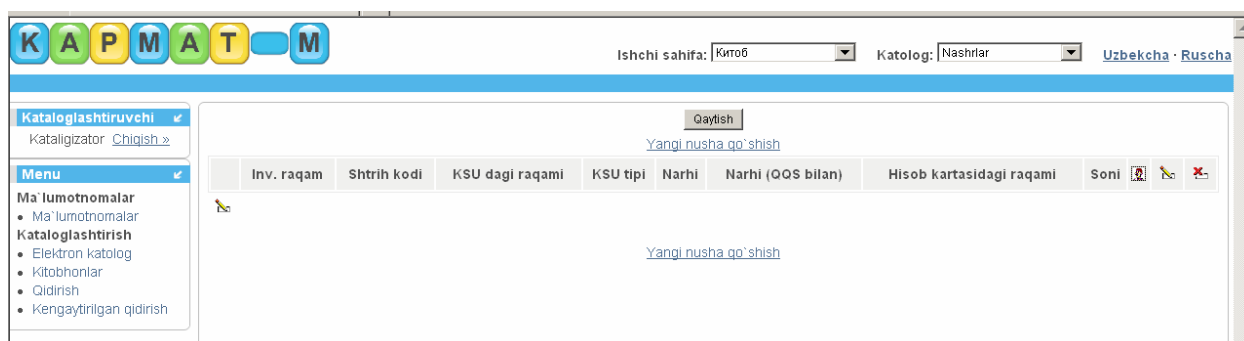 КАРМАТ-М
Ishchi sahifa: Китоб Katolog: Nashrlar Uzbekcha · Ruscha
Kataloglashtiruvchi
Kataligizator Chiqish »
Menu
Ma`lumotnomalar
• Ma`lumotnomalar
Kataloglashtirish
• Elektron katolog
• Kitobhonlar
• Qidirish
• Kengaytirilgan qidirish
Qaytish
Yangi nusha qo`shish
Inv. raqam Shtrih kodi KSU dagi raqami KSU tipi Narhi Narhi (QQS bilan) Hisob kartasidagi raqami Soni
Yangi nusha qo`shish